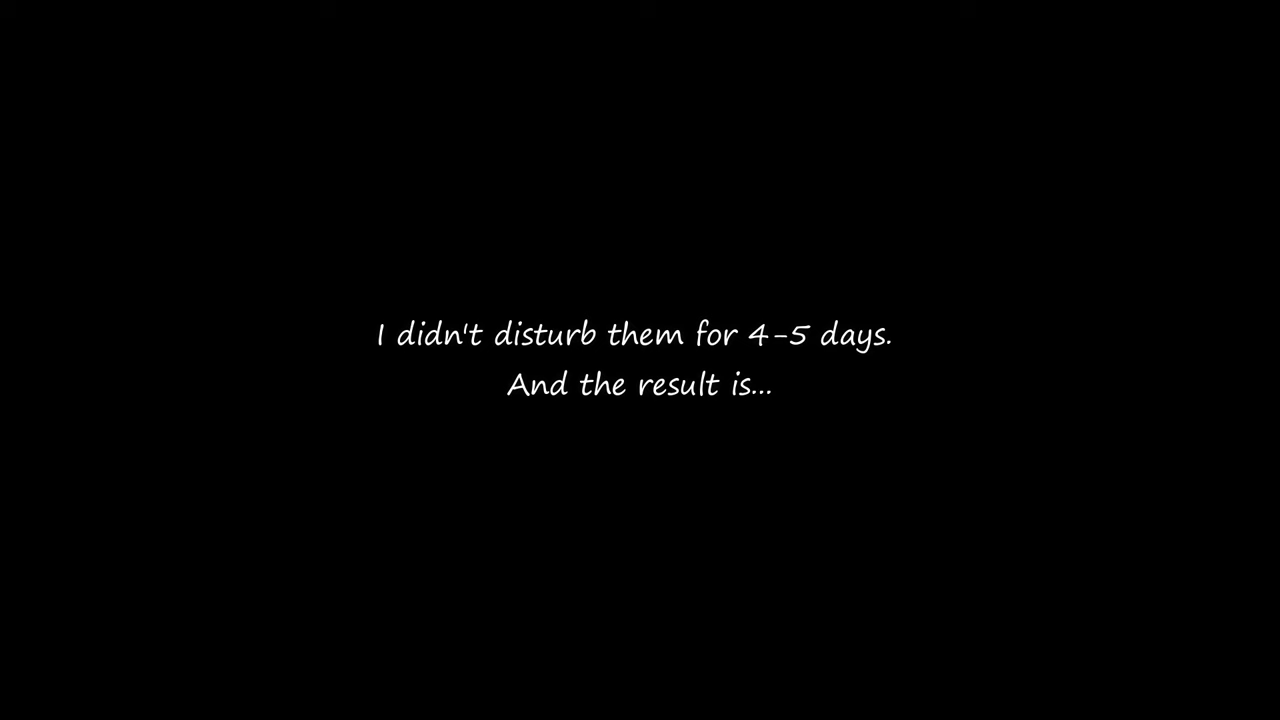 I didn't disturb them for 4-5 days.
And the result is...